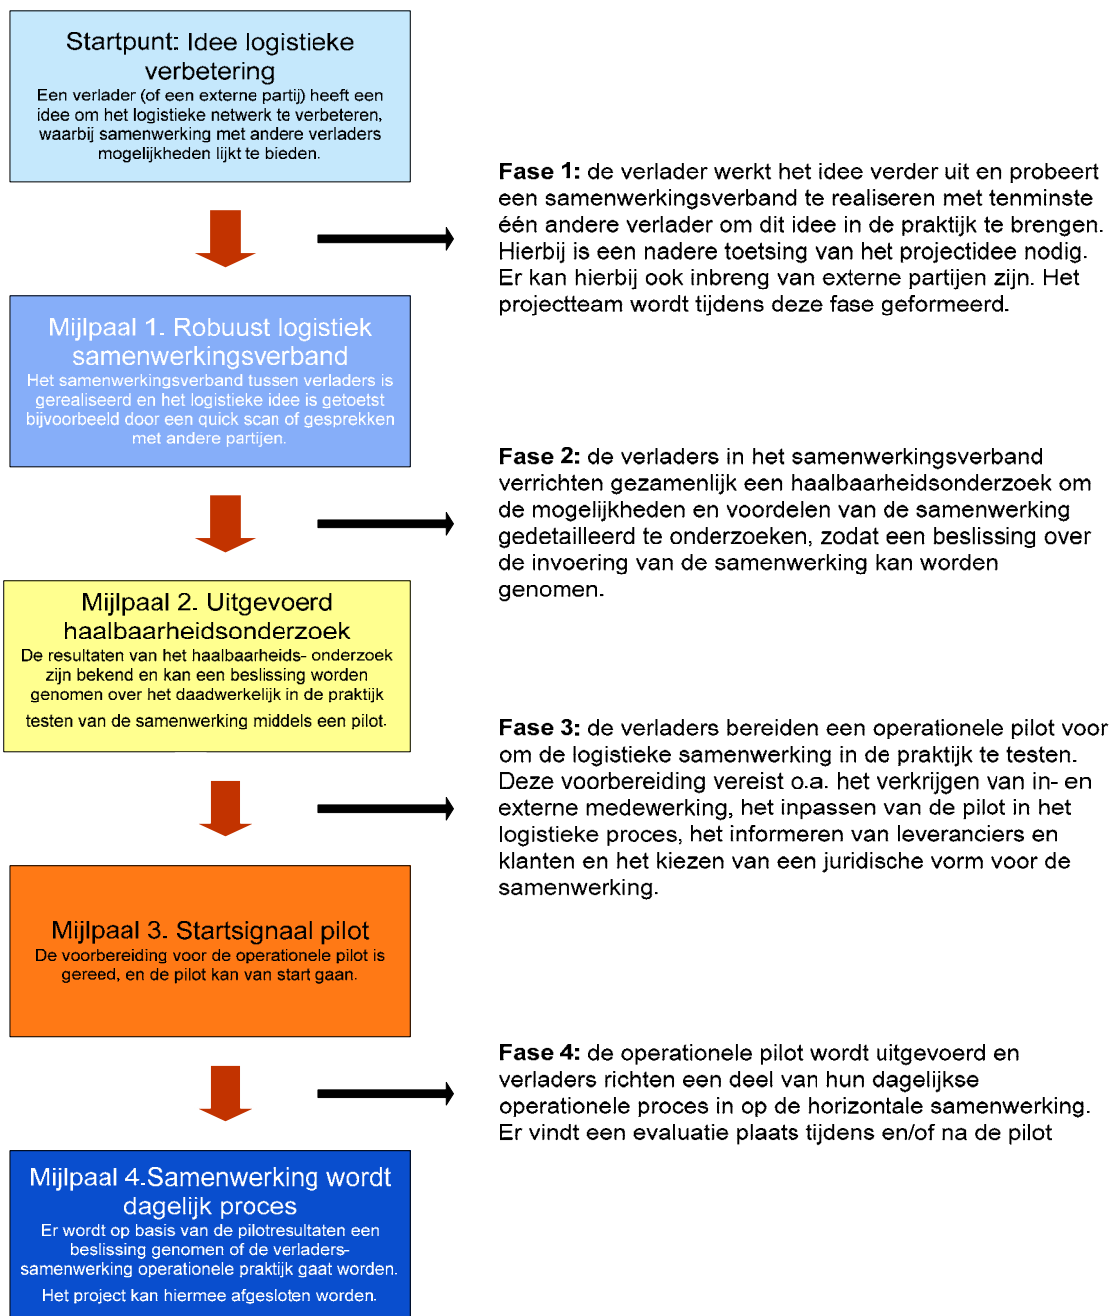 Startpunt: Idee logistieke
verbetering
Een verlader (of een externe partij) heeft een
idee om het logistieke netwerk te verbeteren,
waarbij samenwerking met andere verladers
mogelijkheden lijkt te bieden.
Fase 1: de verlader werkt het idee verder uit en probeert
een samenwerkingsverband te realiseren met tenminste
één andere verlader om dit idee in de praktijk te brengen.
Hierbij is een nadere toetsing van het projectidee nodig.
Er kan hierbij ook inbreng van externe partijen zijn. Het
projectteam wordt tijdens deze fase geformeerd.
Mijlpaal 1. Robuust logistiek
samenwerkingsverband
Het samenwerkingsverband tussen verladers is
gerealiseerd en het logistieke idee is getoetst
bijvoorbeeld door een quick scan of gesprekken
met andere partijen.
Fase 2: de verladers in het samenwerkingsverband
verrichten gezamenlijk een haalbaarheidsonderzoek om
de mogelijkheden en voordelen van de samenwerking
gedetailleerd te onderzoeken, zodat een beslissing over
de invoering van de samenwerking kan worden
genomen.
Mijlpaal 2. Uitgevoerd
haalbaarheidsonderzoek
De resultaten van het haalbaarheids- onderzoek
zijn bekend en kan een beslissing worden
genomen over het daadwerkelijk in de praktijk
testen van de samenwerking middels een pilot.
Fase 3: de verladers bereiden een operationele pilot voor
om de logistieke samenwerking in de praktijk te testen.
Deze voorbereiding vereist o.a. het verkrijgen van in- en
externe medewerking, het inpassen van de pilot in het
logistieke proces, het informeren van leveranciers en
klanten en het kiezen van een juridische vorm voor de
samenwerking.
Mijlpaal 3. Startsignaal pilot
De voorbereiding voor de operationele pilot is
gereed, en de pilot kan van start gaan.
Fase 4: de operationele pilot wordt uitgevoerd en
verladers richten een deel van hun dagelijkse
operationele proces in op de horizontale samenwerking.
Er vindt een evaluatie plaats tijdens en/of na de pilot
Mijlpaal 4.Samenwerking wordt
dagelijk proces
Er wordt op basis van de pilotresultaten een
beslissing genomen of de verladers-
samenwerking operationele praktijk gaat worden.
Het project kan hiermee afgesloten worden.